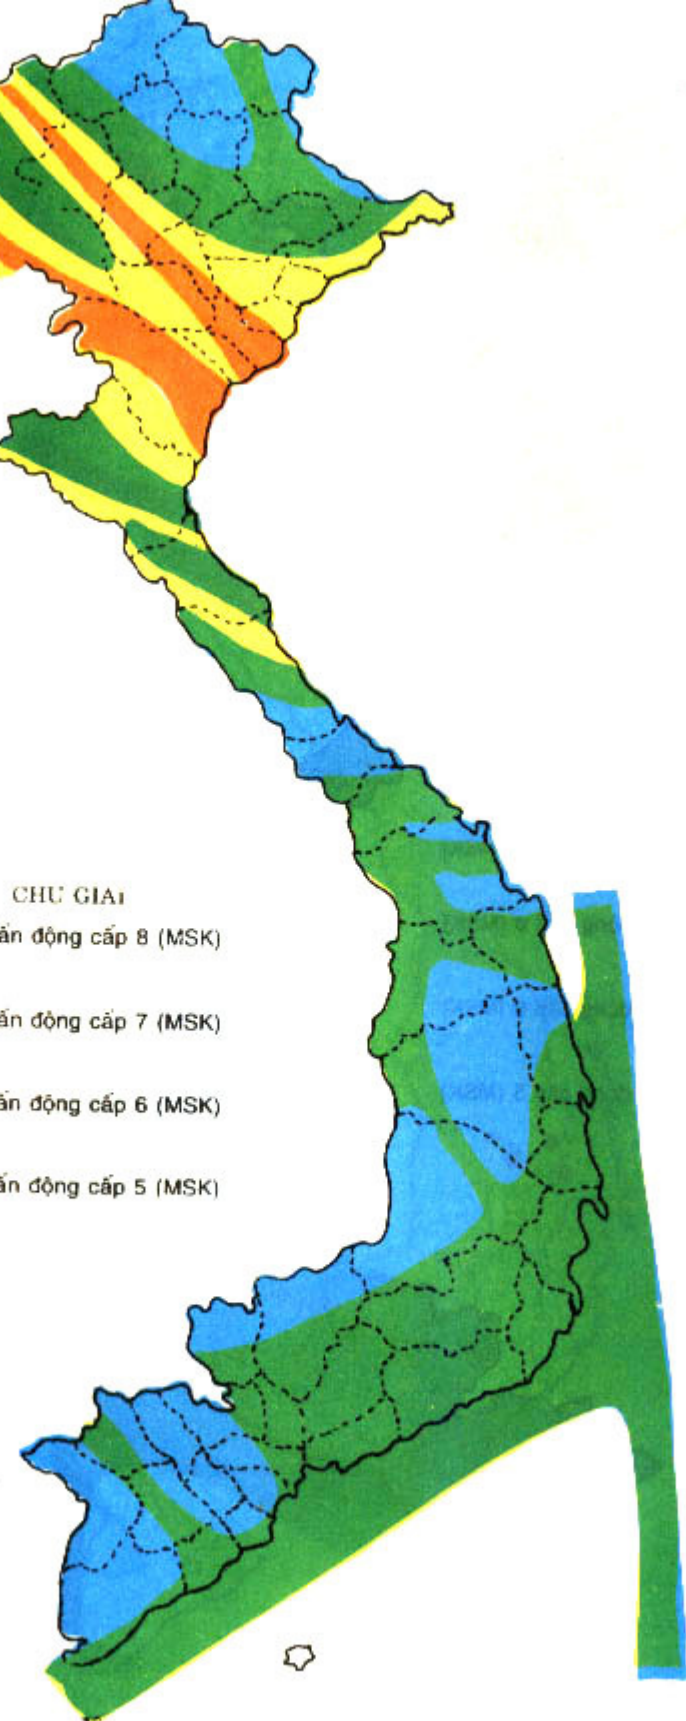 CHU GIAI
ấn động cấp 8 (MSK)
ấn động cấp 7 (MSK)
ấn động cấp 6 (MSK)
ấn động cấp 5 (MSK)